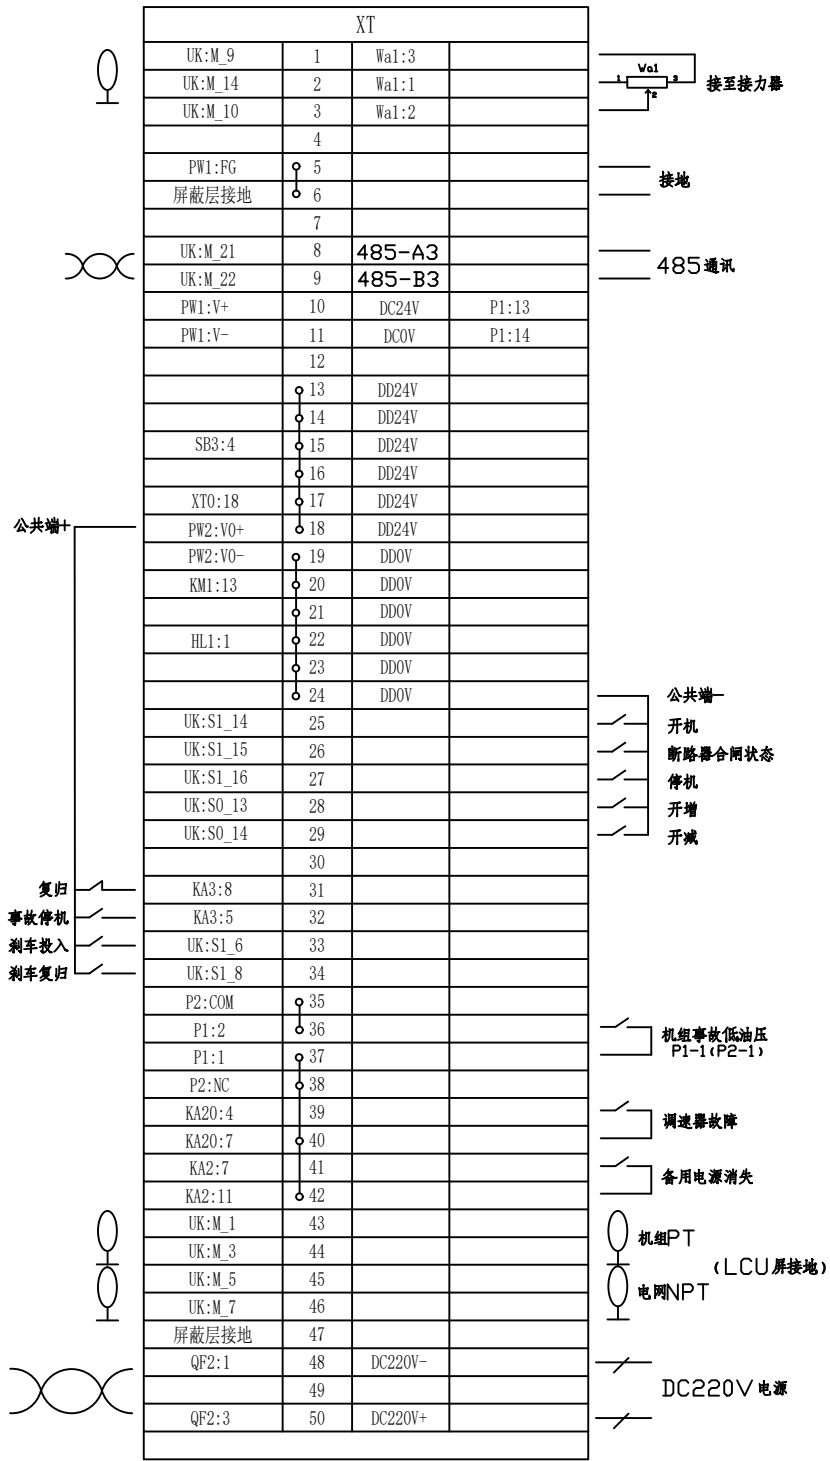 XT
UK:M_9 1 Wa1:3
UK:M_14 2 Wa1:1
UK:M_10 3 Wa1:2
Wa1
1 3
2
接至接力器
4
PW1:FG 5
屏蔽层接地 6
接地
7
UK:M_21 8 485-A3
UK:M_22 9 485-B3
485通讯
PW1:V+ 10 DC24V P1:13
PW1:V- 11 DC0V P1:14
12
13 DD24V
14 DD24V
SB3:4 15 DD24V
16 DD24V
XT0:18 17 DD24V
公共端+ PW2:V0+ 18 DD24V
PW2:V0- 19 DD0V
KM1:13 20 DD0V
21 DD0V
HL1:1 22 DD0V
23 DD0V
24 DD0V 公共端-
UK:S1_14 25 开机
UK:S1_15 26 断路器合闸状态
UK:S1_16 27 停机
UK:S0_13 28 开增
UK:S0_14 29 开减
30
复归 KA3:8 31
事故停机 KA3:5 32
刹车投入 UK:S1_6 33
刹车复归 UK:S1_8 34
P2:COM 35
P1:2 36
机组事故低油压
P1-1(P2-1)
P1:1 37
P2:NC 38
KA20:4 39
KA20:7 40
调速器故障
KA2:7 41
KA2:11 42
备用电源消失
UK:M_1 43
UK:M_3 44
机组PT
(LCU屏接地)
UK:M_5 45
UK:M_7 46
电网NPT
屏蔽层接地 47
QF2:1 48 DC220V-
49
DC220V电源
QF2:3 50 DC220V+